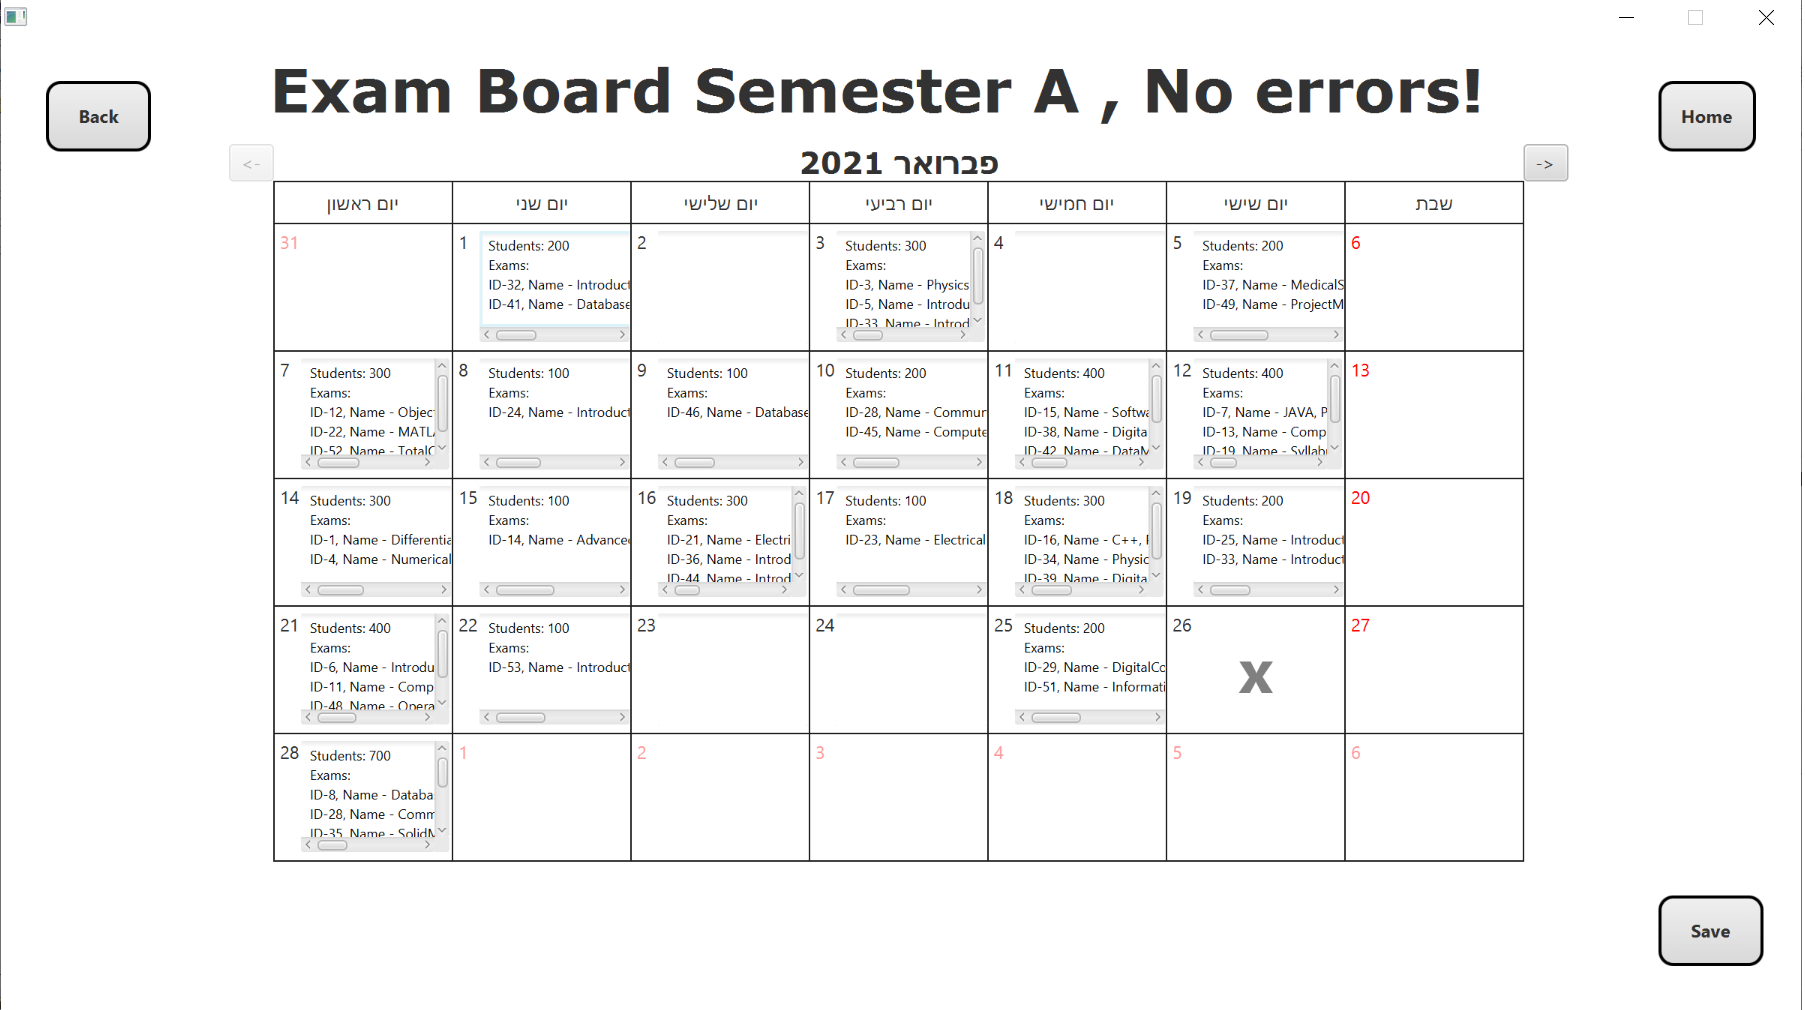 Exam Board Semester A , No errors!
Back
Home
<-
פברואר 2021
->
יום ראשון
יום שני
יום שלישי
יום רביעי
יום חמישי
יום שישי
שבת
31
1
Students: 200
Exams:
ID-32, Name - Introduct
ID-41, Name - Database
2
3
Students: 300
Exams:
ID-3, Name - Physics
ID-5, Name - Introdu
ID-33, Name - Introd
4
5
Students: 200
Exams:
ID-37, Name - MedicalS
ID-49, Name - ProjectM
6
7
Students: 300
Exams:
ID-12, Name - Objec
ID-22, Name - MATL
ID-52, Name - TotalC
8
Students: 100
Exams:
ID-24, Name - Introduct
9
Students: 100
Exams:
ID-46, Name - Database
10
Students: 200
Exams:
ID-28, Name - Commur
ID-45, Name - Compute
11
Students: 400
Exams:
ID-15, Name - Softwa
ID-38, Name - Digita
ID-42, Name - DataM
12
Students: 400
Exams:
ID-7, Name - JAVA, P
ID-13, Name - Comp
ID-19, Name - Syllab
13
14
Students: 300
Exams:
ID-1, Name - Differentia
ID-4, Name - Numerical
15
Students: 100
Exams:
ID-14, Name - Advance
16
Students: 300
Exams:
ID-21, Name - Electri
ID-36, Name - Introd
ID-44, Name - Introd
17
Students: 100
Exams:
ID-23, Name - Electrical
18
Students: 300
Exams:
ID-16, Name - C++,
ID-34, Name - Physic
ID-39, Name - Digita
19
Students: 200
Exams:
ID-25, Name - Introduct
ID-33, Name - Introduct
20
21
Students: 400
Exams:
ID-6, Name - Introdu
ID-11, Name - Comp
ID-48, Name - Opera
22
Students: 100
Exams:
ID-53, Name - Introduct
23
24
25
Students: 200
Exams:
ID-29, Name - DigitalCo
ID-51, Name - Informati
26
X
27
28
Students: 700
Exams:
ID-8, Name - Databa
ID-28, Name - Comm
ID-35, Name - SolidM
1
2
3
4
5
6
Save